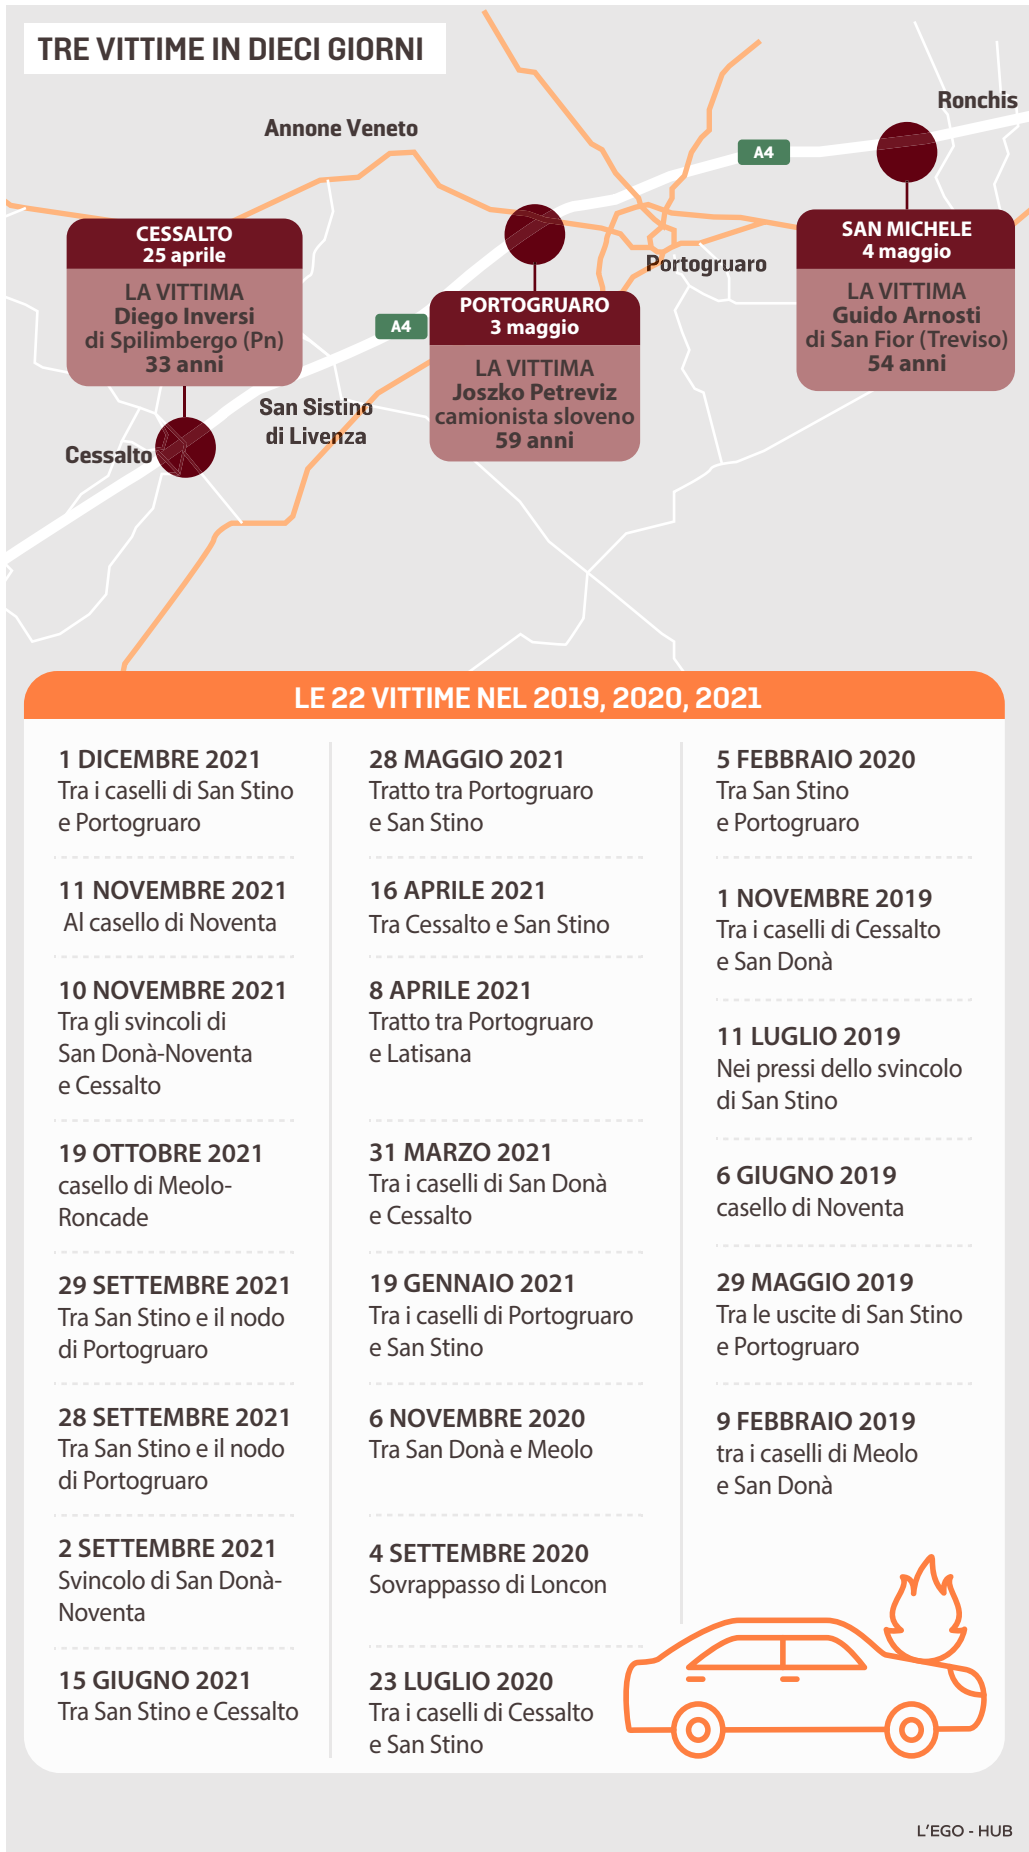 TRE VITTIME IN DIECI GIORNI
Ronchis
Annone Veneto
A4
CESSALTO
25 aprile
LA VITTIMA
Diego Inversi
di Spilimbergo (Pn)
33 anni
SAN MICHELE
4 maggio
LA VITTIMA
Guido Arnosti
di San Fior (Treviso)
54 anni
Portogruaro
PORTOGRUARO
3 maggio
LA VITTIMA
Joszko Petreviz
camionista sloveno
59 anni
A4
San Sistino
di Livenza
Cessalto
LE 22 VITTIME NEL 2019, 2020, 2021
1 DICEMBRE 2021
Tra i caselli di San Stino
e Portogruaro
11 NOVEMBRE 2021
Al casello di Noventa
10 NOVEMBRE 2021
Tra gli svincoli di
San Donà-Noventa
e Cessalto
19 OTTOBRE 2021
casello di Meolo-
Roncade
29 SETTEMBRE 2021
Tra San Stino e il nodo
di Portogruaro
28 SETTEMBRE 2021
Tra San Stino e il nodo
di Portogruaro
2 SETTEMBRE 2021
Svincolo di San Donà-
Noventa
15 GIUGNO 2021
Tra San Stino e Cessalto
28 MAGGIO 2021
Tratto tra Portogruaro
e San Stino
16 APRILE 2021
Tra Cessalto e San Stino
8 APRILE 2021
Tratto tra Portogruaro
e Latisana
31 MARZO 2021
Tra i caselli di San Donà
e Cessalto
19 GENNAIO 2021
Tra i caselli di Portogruaro
e San Stino
6 NOVEMBRE 2020
Tra San Donà e Meolo
4 SETTEMBRE 2020
Sovrappasso di Loncon
23 LUGLIO 2020
Tra i caselli di Cessalto
e San Stino
5 FEBBRAIO 2020
Tra San Stino
e Portogruaro
1 NOVEMBRE 2019
Tra i caselli di Cessalto
e San Donà
11 LUGLIO 2019
Nei pressi dello svincolo
di San Stino
6 GIUGNO 2019
casello di Noventa
29 MAGGIO 2019
Tra le uscite di San Stino
e Portogruaro
9 FEBBRAIO 2019
tra i caselli di Meolo
e San Donà
L'EGO - HUB